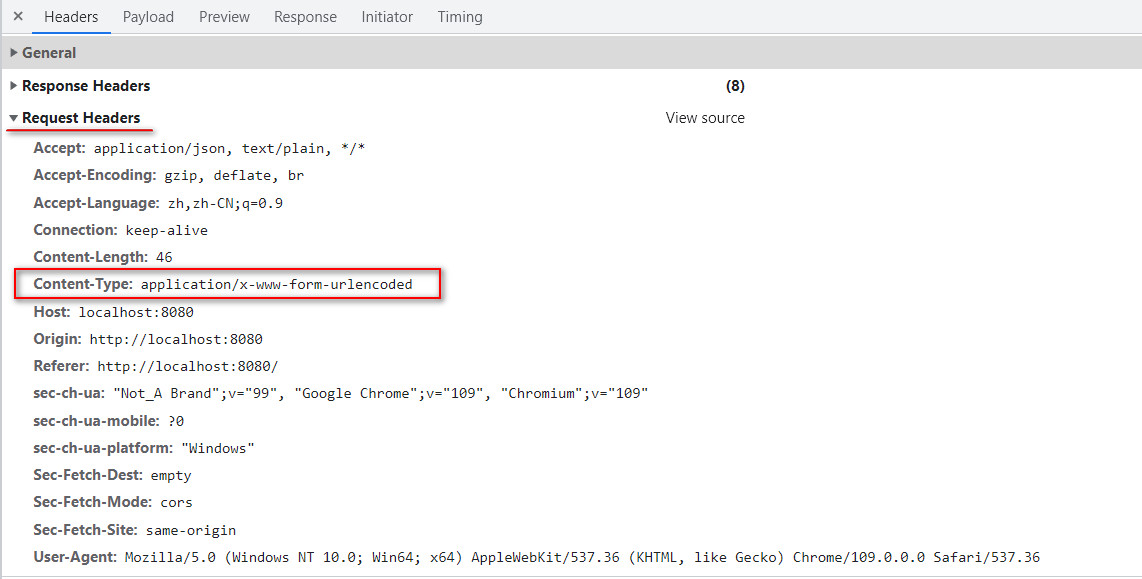 Headers Payload Preview Response Initiator Timing
General
Response Headers (8)
Request Headers View source
Accept: application/json, text/plain, */*
Accept-Encoding: gzip, deflate, br
Accept-Language: zh,zh-CN;q=0.9
Connection: keep-alive
Content-Length: 46
Content-Type: application/x-www-form-urlencoded
Host: localhost:8080
Origin: http://localhost:8080
Referer: http://localhost:8080/
sec-ch-ua: "Not_A Brand";v="99", "Google Chrome";v="109", "Chromium";v="109"
sec-ch-ua-mobile: ?0
sec-ch-ua-platform: "Windows"
Sec-Fetch-Dest: empty
Sec-Fetch-Mode: cors
Sec-Fetch-Site: same-origin
User-Agent: Mozilla/5.0 (Windows NT 10.0; Win64; x64) AppleWebKit/537.36 (KHTML, like Gecko) Chrome/109.0.0.0 Safari/537.36